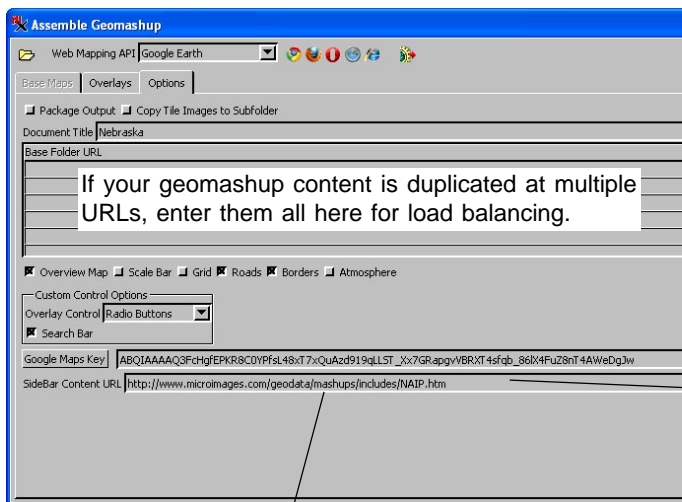 Assemble Geomashup
Web Mapping API Google Earth
Base Maps Overlays Options
Package Output Copy Tile Images to Subfolder
Document Title Nebraska
Base Folder URL
If your geomashup content is duplicated at multiple
URLs, enter them all here for load balancing.
Overview Map Scale Bar Grid Roads Borders Atmosphere
Custom Control Options
Overlay Control Radio Buttons
Search Bar
Google Maps Key ABQIAAAAQ3FcHgfEPKR8C0YPfsL48xT7xQuAzd919qLLST_Xx7GRapgvVBRXT4sfqb_86lX4FuZ8nT4AWeDgJw
SideBar Content URL http://www.microimages.com/geodata/mashups/includes/NAIP.htm